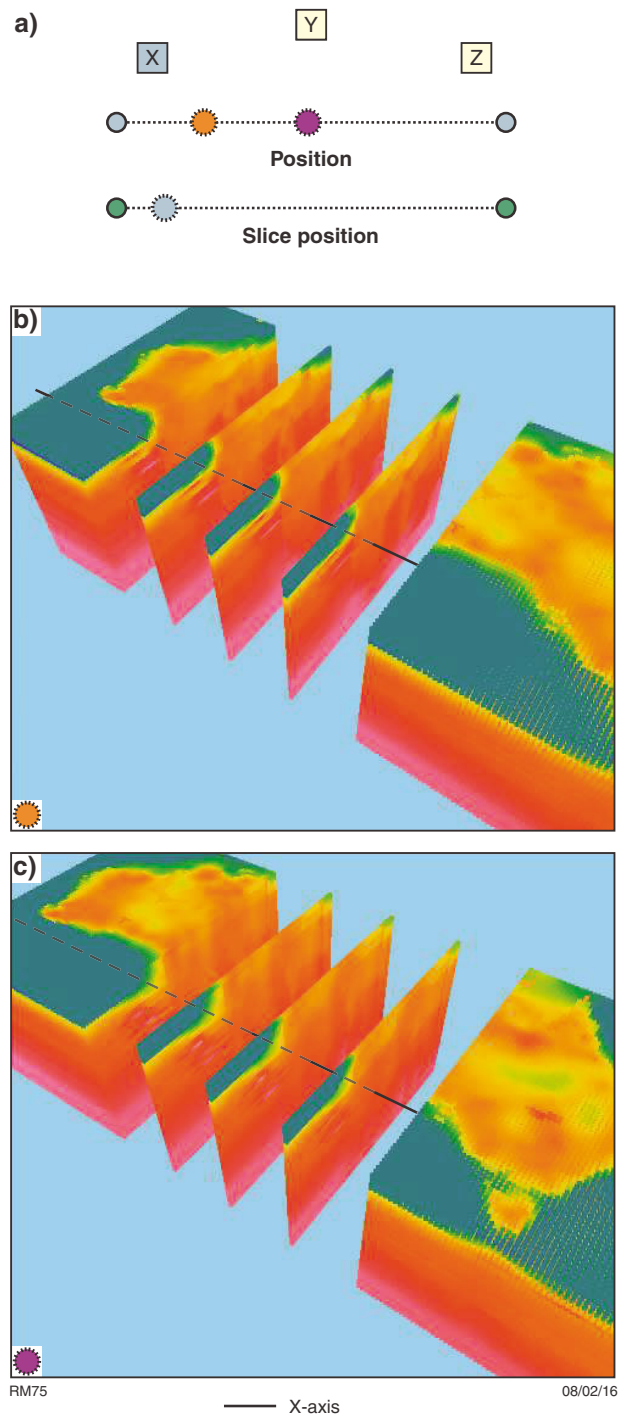 a)
Y
X
Z
Position
Slice position
b)
c)
RM75
08/02/16
X-axis